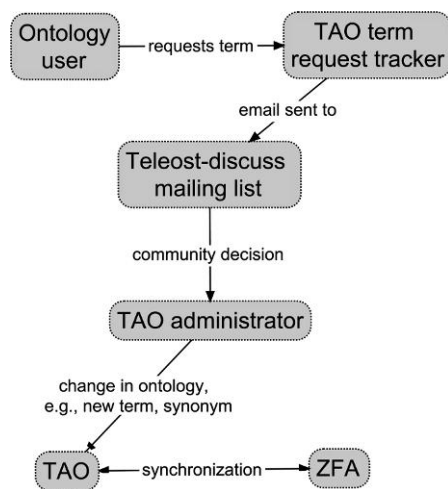 Ontology
user
requests term
TAO term
request tracker
email sent to
Teleost-discuss
mailing list
community decision
TAO administrator
change in ontology,
e.g., new term, synonym
TAO
synchronization
ZFA